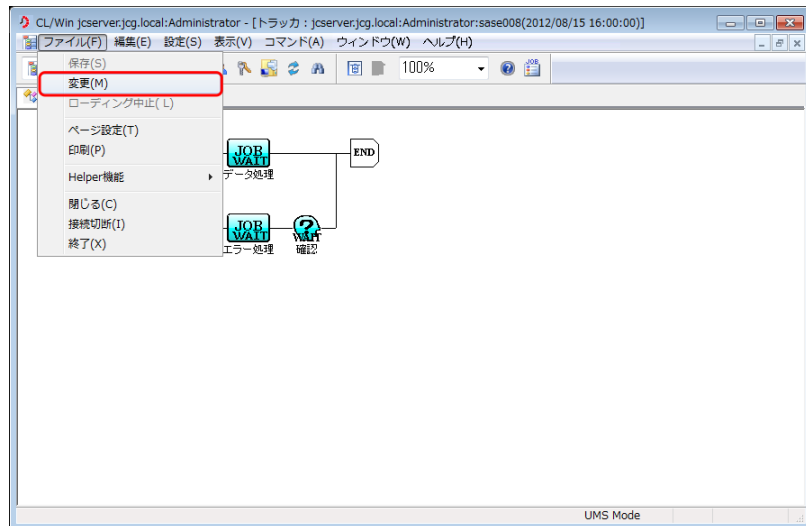 CL/Win jcserver.jcg.local:Administrator - [トラッカ : jcserver.jcg.local:Administrator:sase008(2012/08/15 16:00:00)]
ファイル(F) 編集(E) 設定(S) 表示(V) コマンド(A) ウィンドウ(W) ヘルプ(H)
100%
JOB
保存(S)
変更(M)
ローディング中止( L)
ページ設定(T)
印刷(P)
Helper機能
閉じる(C)
接続切断(I)
終了(X)
JOB
WAIT
データ処理
END
JOB
WAIT
エラー処理
?
WAIT
確認
UMS Mode